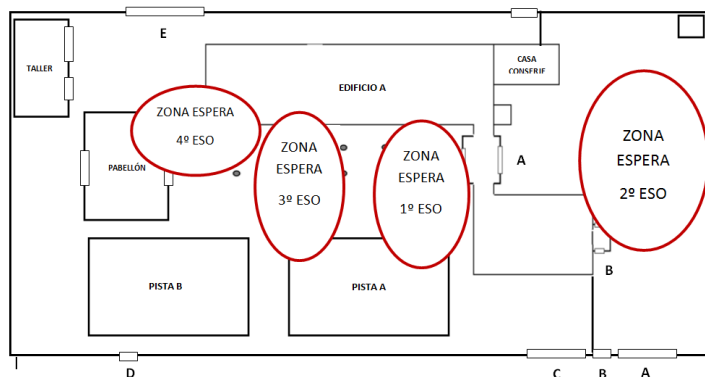 E
TALLER
CASA
CONSERJE
EDIFICIO A
ZONA ESPERA
4º ESO
ZONA
ESPERA
3º ESO
ZONA
ESPERA
1º ESO
ZONA
ESPERA
2º ESO
A
PABELLÓN
B
PISTA B
PISTA A
D
C
B
A